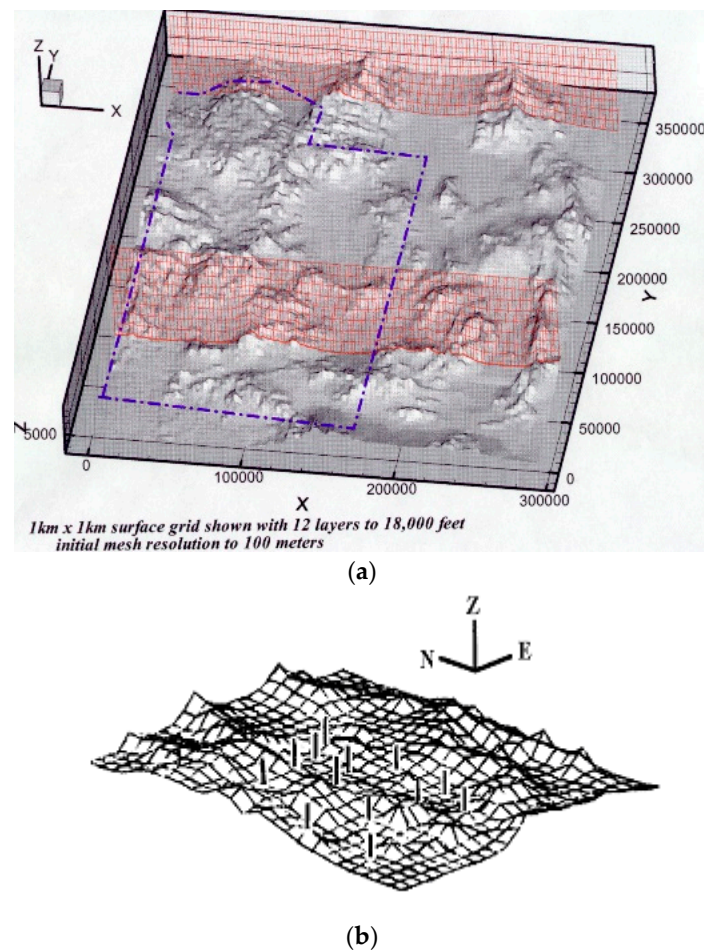 Z
Y
X
350000
300000
250000
200000
Y
150000
100000
50000
0
Z
5000
0
100000
200000
300000
X
1km x 1km surface grid shown with 12 layers to 18,000 feet
initial mesh resolution to 100 meters
(a)
Z
N
E
(b)